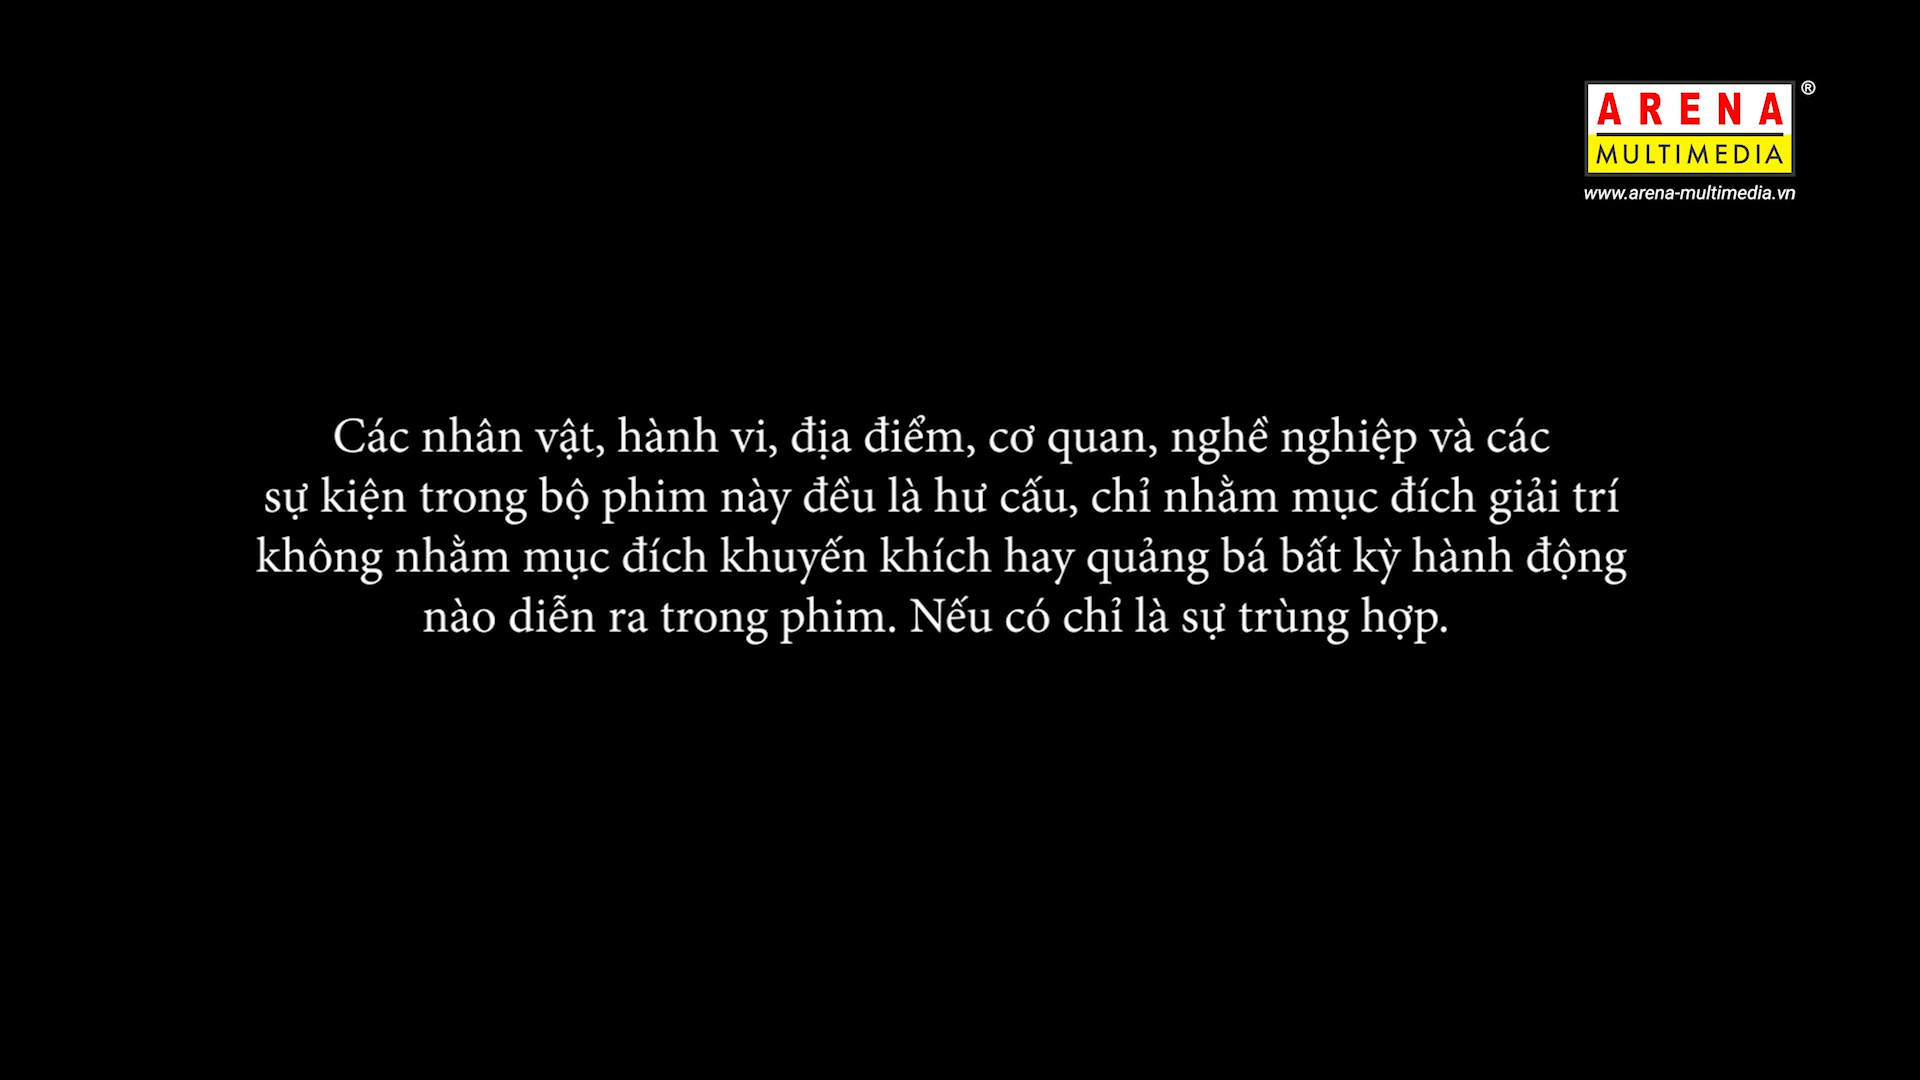 ARENA ®
MULTIMEDIA
www.arena-multimedia.vn
Các nhân vật, hành vi, địa điểm, cơ quan, nghề nghiệp và các
sự kiện trong bộ phim này đều là hư cấu, chỉ nhằm mục đích giải trí
không nhằm mục đích khuyến khích hay quảng bá bất kỳ hành động
nào diễn ra trong phim. Nếu có chỉ là sự trùng hợp.